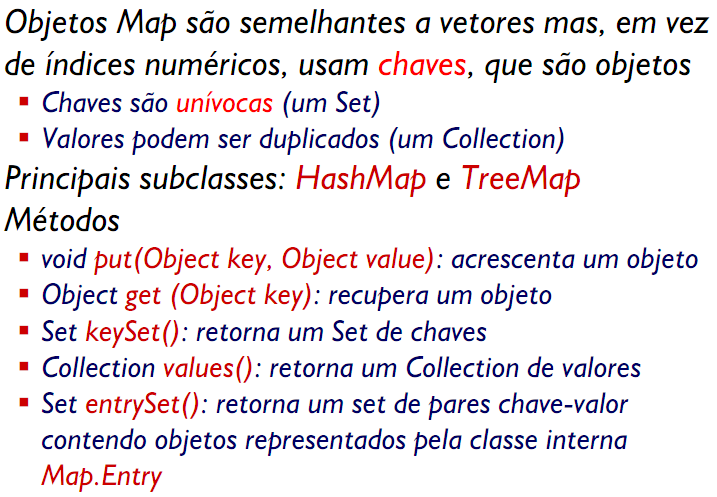 Objetos Map são semelhantes a vetores mas, em vez
de índices numéricos, usam chaves, que são objetos
▪ Chaves são unívocas (um Set)
▪ Valores podem ser duplicados (um Collection)
Principais subclasses: HashMap e TreeMap
Métodos
▪ void put(Object key, Object value): acrescenta um objeto
▪ Object get (Object key): recupera um objeto
▪ Set keySet(): retorna um Set de chaves
▪ Collection values(): retorna um Collection de valores
▪ Set entrySet(): retorna um set de pares chave-valor
contendo objetos representados pela classe interna
Map.Entry